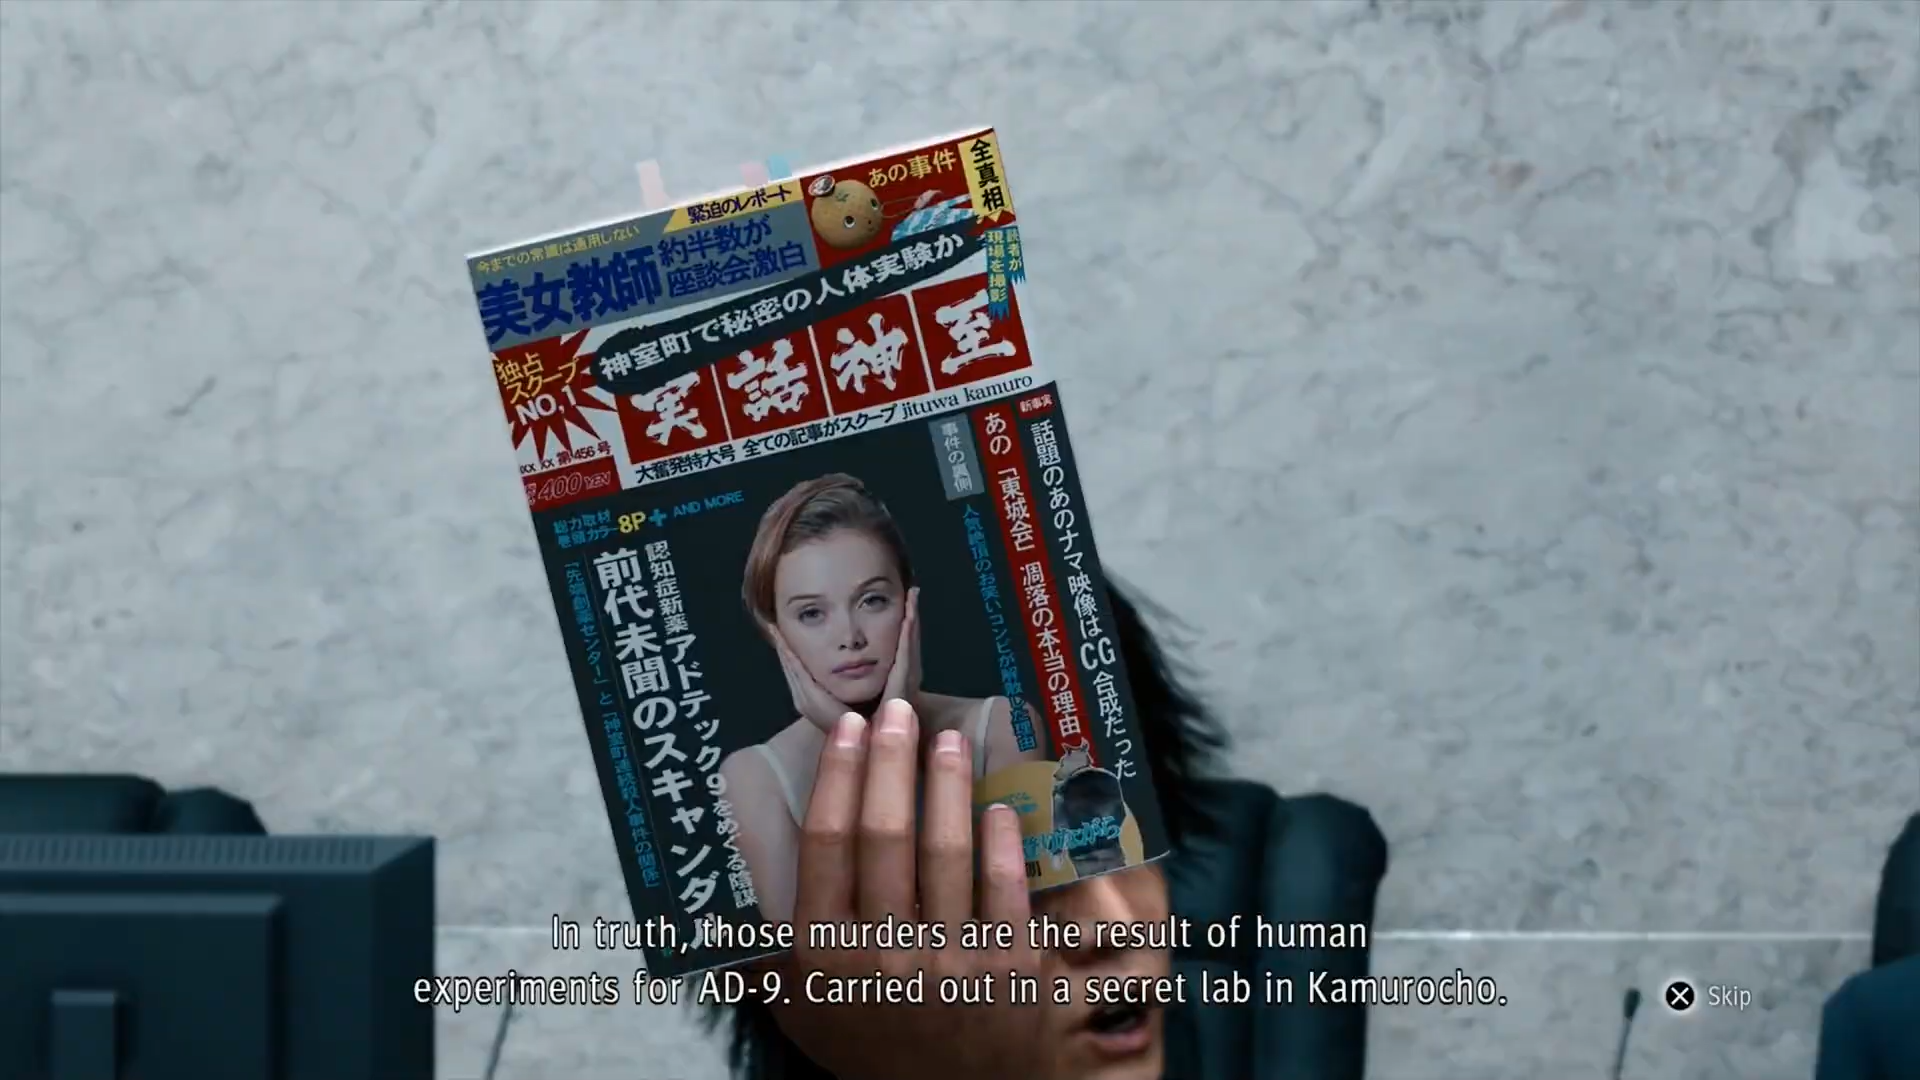 全真相
あの事件
緊迫のレポート
今までの常識は通用しない
美女教師
約半数が
座談会激白
読者が
現場を撮影
神室町で秘密の人体実験か
独占
スクープ
NO,1
実話神至
XX XX 第456号
400YEN
大奮発特大号 全ての記事がスクープ jituwa kamuro
新事実
話題のあのナマ映像はCG合成だった
あの「東城会」凋落の本当の理由
事件の裏側
人気絶頂のお笑いコンビが解散した理由
総力取材
巻頭カラー
8P+ AND MORE
認知症新薬アドテック9をめぐる陰謀
前代未聞のスキャンダル
「先端創薬センター」と「神室町連続殺人事件の関係」
In truth, those murders are the result of human
experiments for AD-9. Carried out in a secret lab in Kamurocho.
Skip